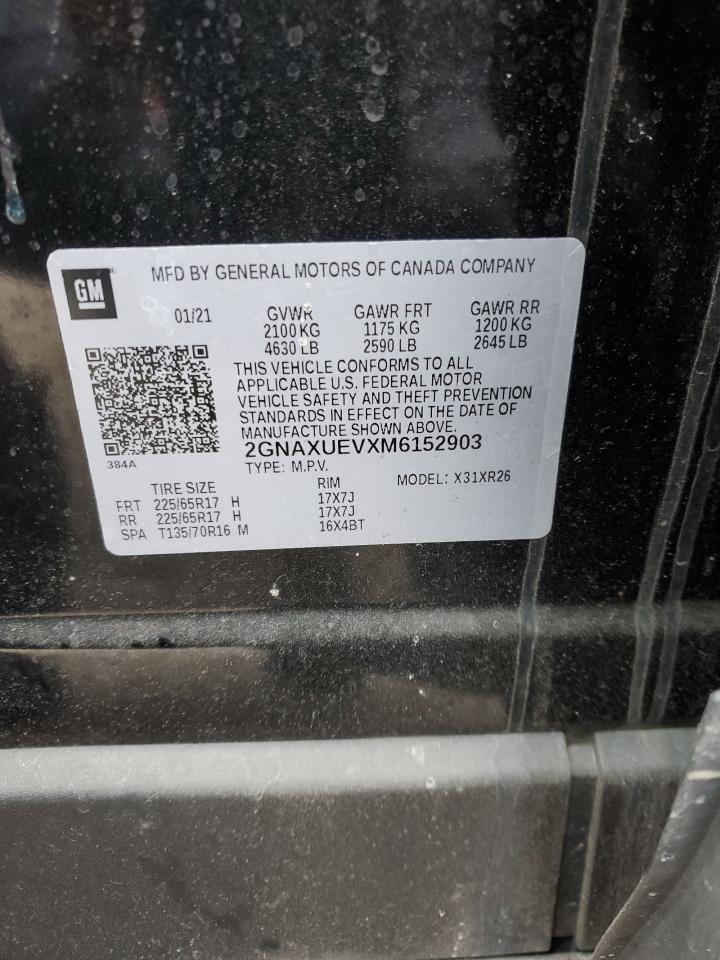 GM
MFD BY GENERAL MOTORS OF CANADA COMPANY
01/21 GVWR GAWR FRT GAWR RR
2100 KG 1175 KG 1200 KG
4630 LB 2590 LB 2645 LB
THIS VEHICLE CONFORMS TO ALL
APPLICABLE U.S. FEDERAL MOTOR
VEHICLE SAFETY AND THEFT PREVENTION
STANDARDS IN EFFECT ON THE DATE OF
MANUFACTURE SHOWN ABOVE.
2GNAXUEVXM6152903
384A TYPE: M.P.V.
TIRE SIZE RIM MODEL: X31XR26
FRT 225/65R17 H 17X7J
RR 225/65R17 H 17X7J
SPA T135/70R16 M 16X4BT